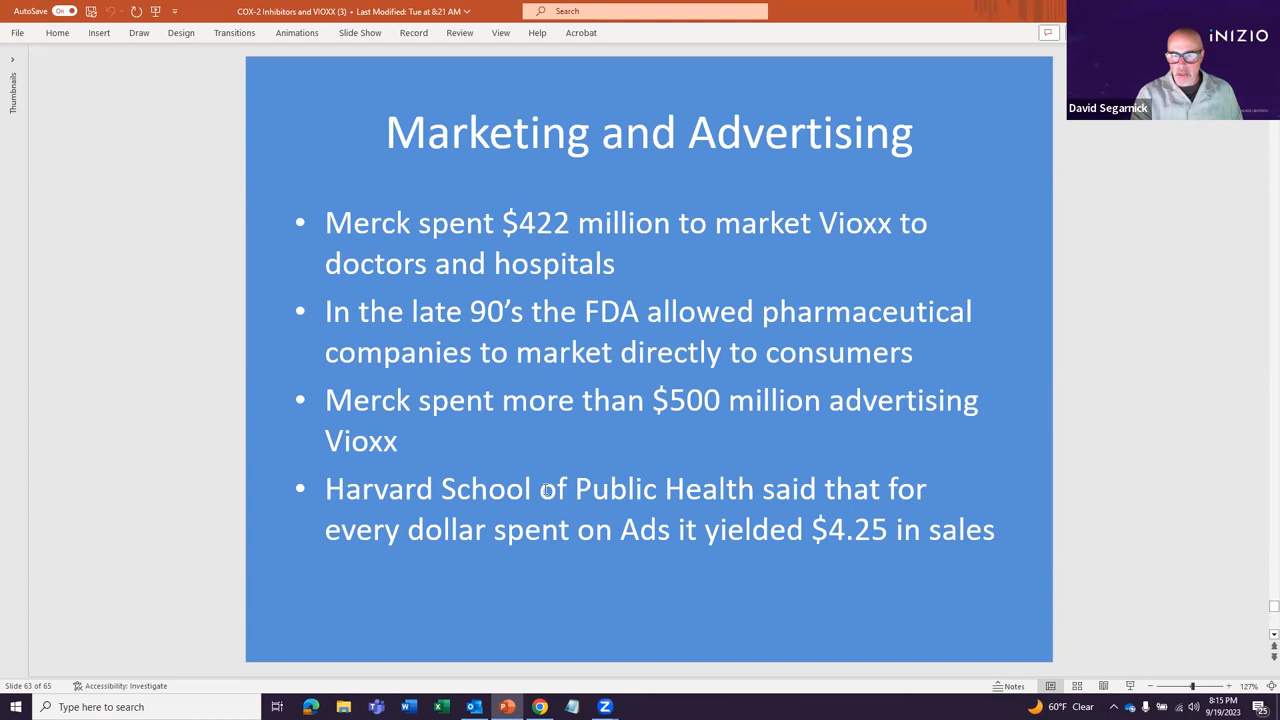 AutoSave On COX-2 Inhibitors and VIOXX (3) • Last Modified: Tue at 8:21 AM Search
File Home Insert Draw Design Transitions Animations Slide Show Record Review View Help Acrobat
iNIZIO
David Segarnick
Thumbnails
Marketing and Advertising
• Merck spent $422 million to market Vioxx to
doctors and hospitals
• In the late 90’s the FDA allowed pharmaceutical
companies to market directly to consumers
• Merck spent more than $500 million advertising
Vioxx
• Harvard School of Public Health said that for
every dollar spent on Ads it yielded $4.25 in sales
Slide 63 of 65 Accessibility: Investigate Notes 127%
Type here to search 60°F Clear 8:15 PM
9/19/2023 25